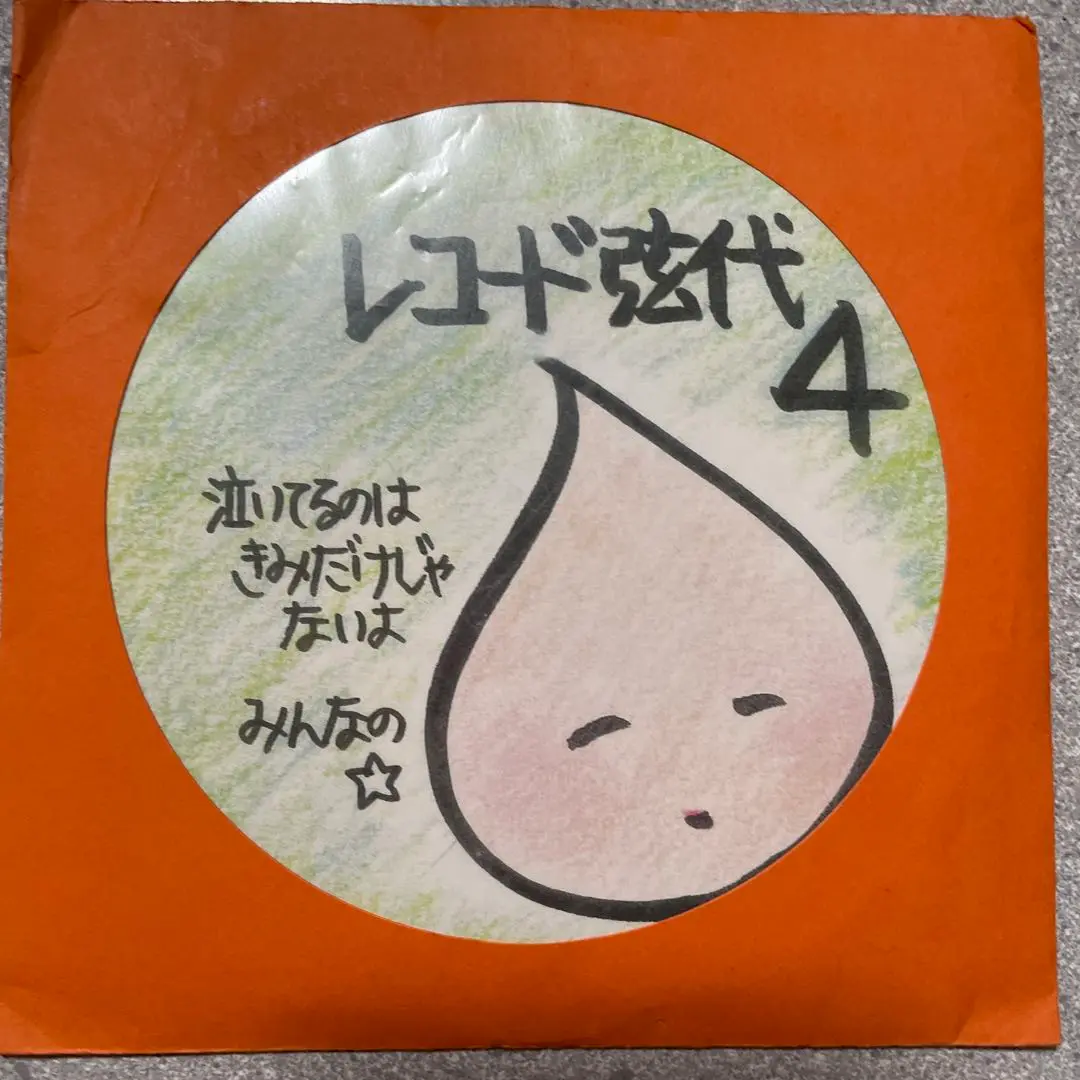 レコード弦代
4
泣いてるのは
きみだけじゃ
ないよ
みんなの
☆